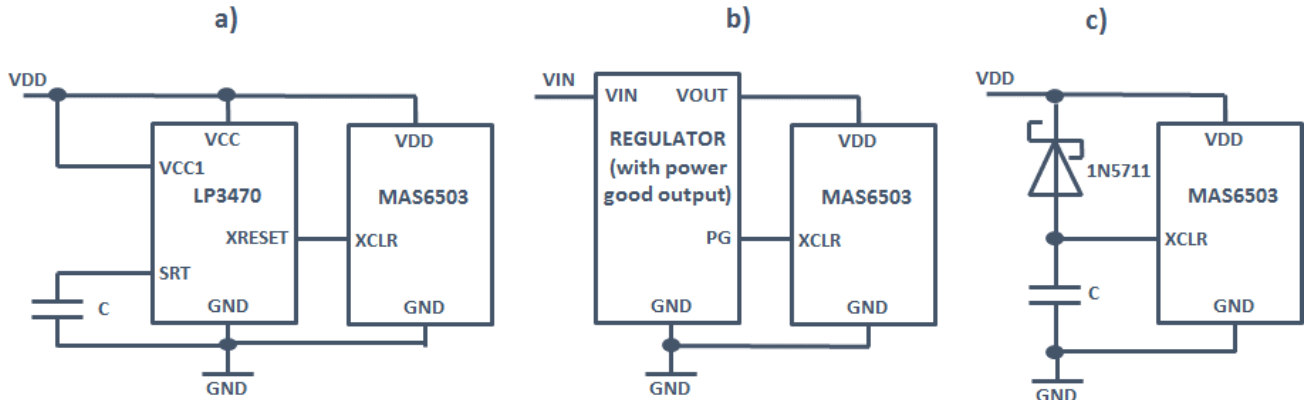 a)
VDD
VCC
VCC1
LP3470
XRESET
SRT
GND
C
VDD
MAS6503
XCLR
GND
GND
b)
VIN
VIN
VOUT
REGULATOR
(with power
good output)
PG
GND
VDD
MAS6503
XCLR
GND
GND
c)
VDD
1N5711
C
VDD
MAS6503
XCLR
GND
GND